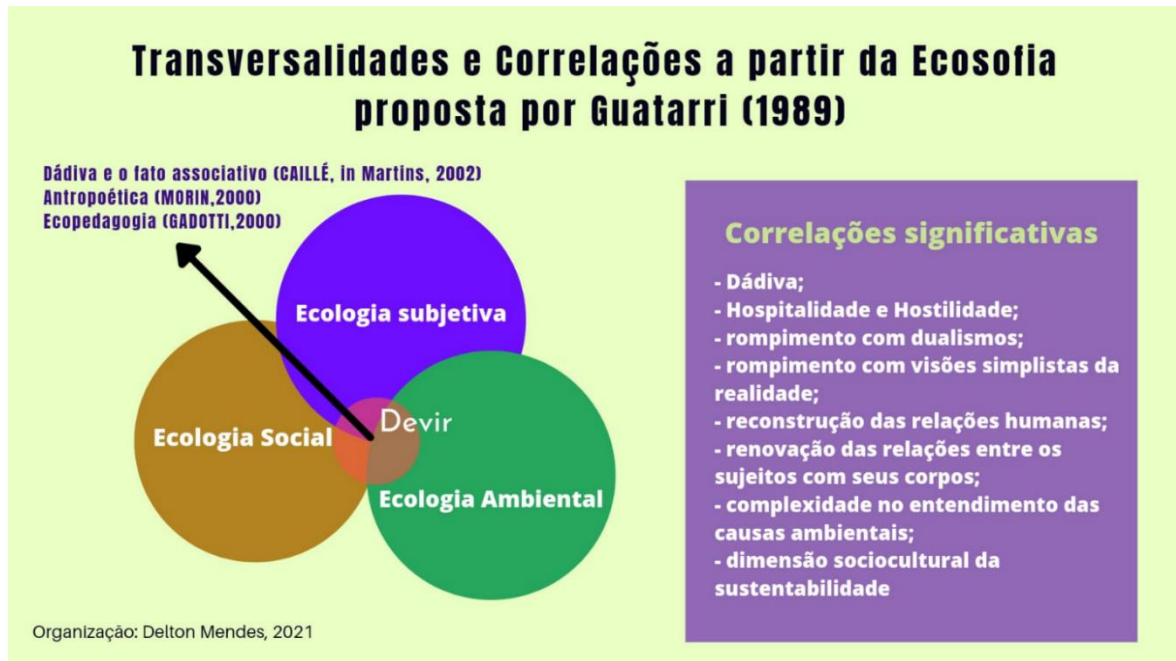 Transversalidades e Correlações a partir da Ecosofia
proposta por Guatarri (1989)
Dádiva e o fato associativo (CAILLÉ, in Martins, 2002)
Antropoética (MORIN,2000)
Ecopedagogia (GADOTTI,2000)
Ecologia subjetiva
Devir
Ecologia Social
Ecologia Ambiental
Correlações significativas
- Dádiva;
- Hospitalidade e Hostilidade;
- rompimento com dualismos;
- rompimento com visões simplistas da
realidade;
- reconstrução das relações humanas;
- renovação das relações entre os
sujeitos com seus corpos;
- complexidade no entendimento das
causas ambientais;
- dimensão sociocultural da
sustentabilidade
Organização: Delton Mendes, 2021